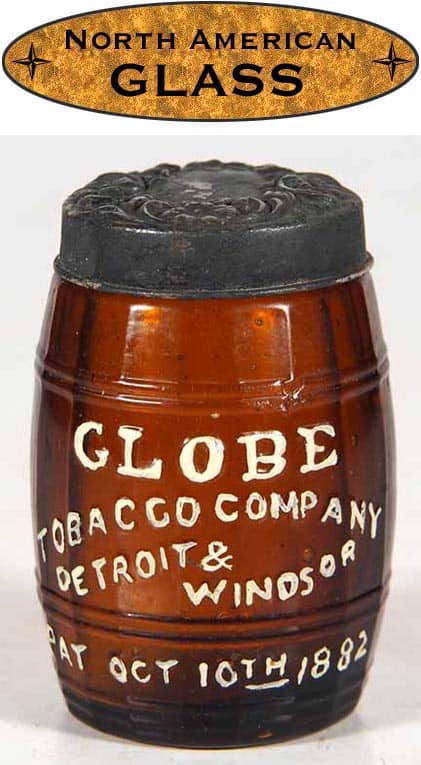 NORTH AMERICAN
GLASS
GLOBE
TOBACCO COMPANY
DETROIT &
WINDSOR
PAT OCT 10TH 1882